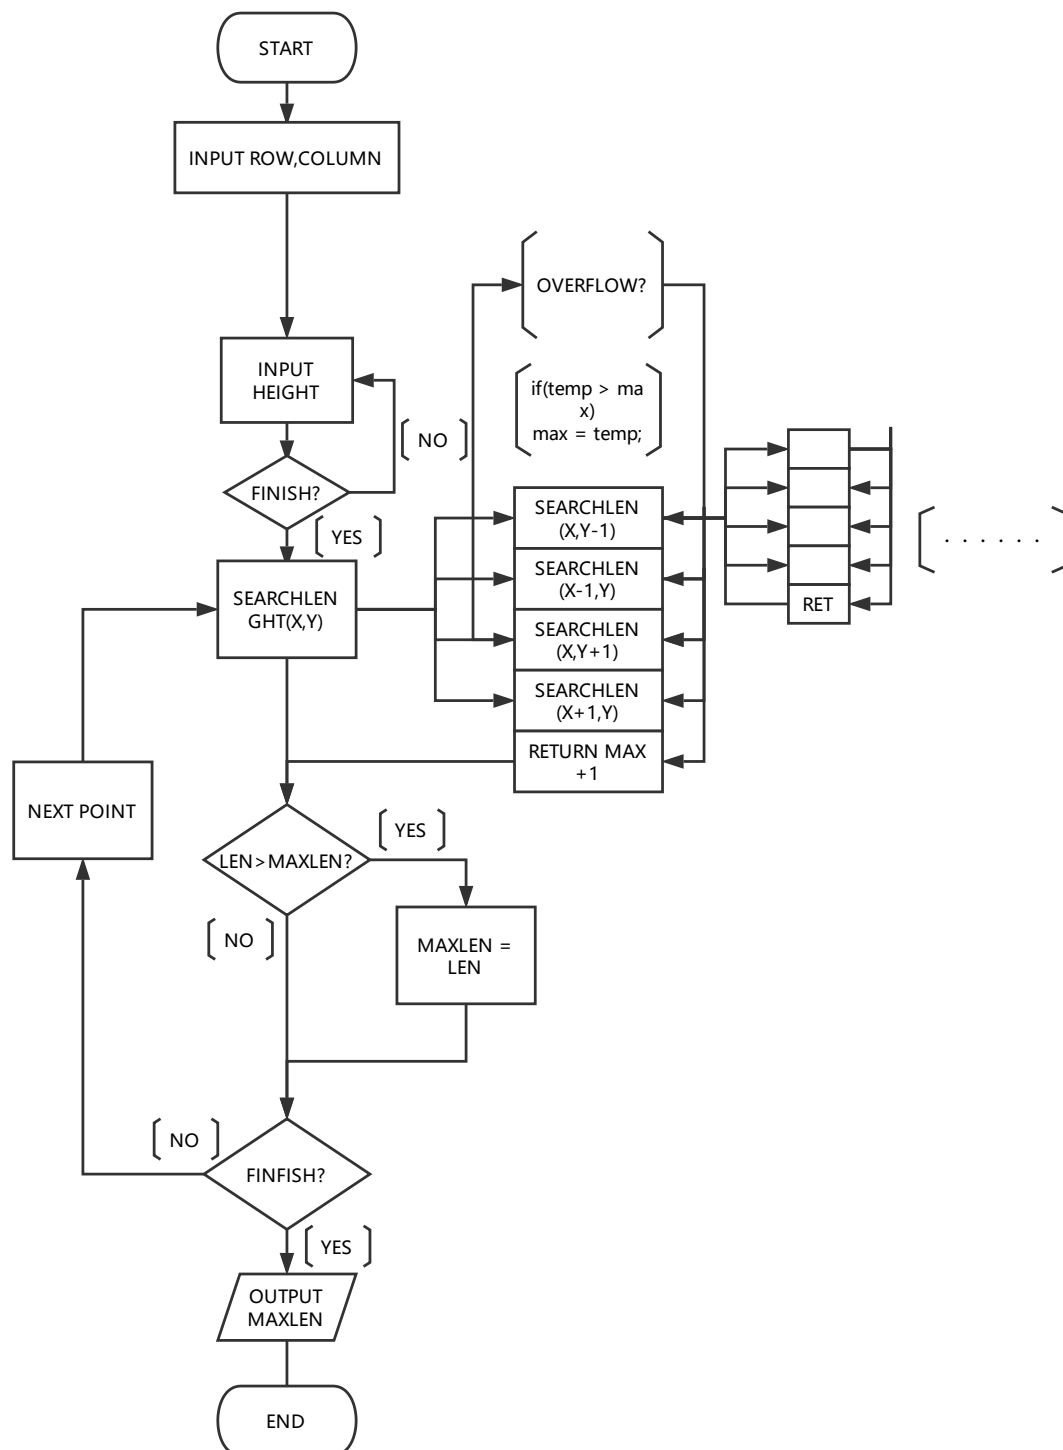 START
INPUT ROW,COLUMN
OVERFLOW?
INPUT
HEIGHT
if(temp > ma
x)
max = temp;
NO
FINISH?
YES
SEARCHLEN
GHT(X,Y)
SEARCHLEN
(X,Y-1)
SEARCHLEN
(X-1,Y)
SEARCHLEN
(X,Y+1)
SEARCHLEN
(X+1,Y)
RETURN MAX
+1
RET
. . . . . .
NEXT POINT
LEN>MAXLEN?
YES
NO
MAXLEN =
LEN
NO
FINFISH?
YES
OUTPUT
MAXLEN
END